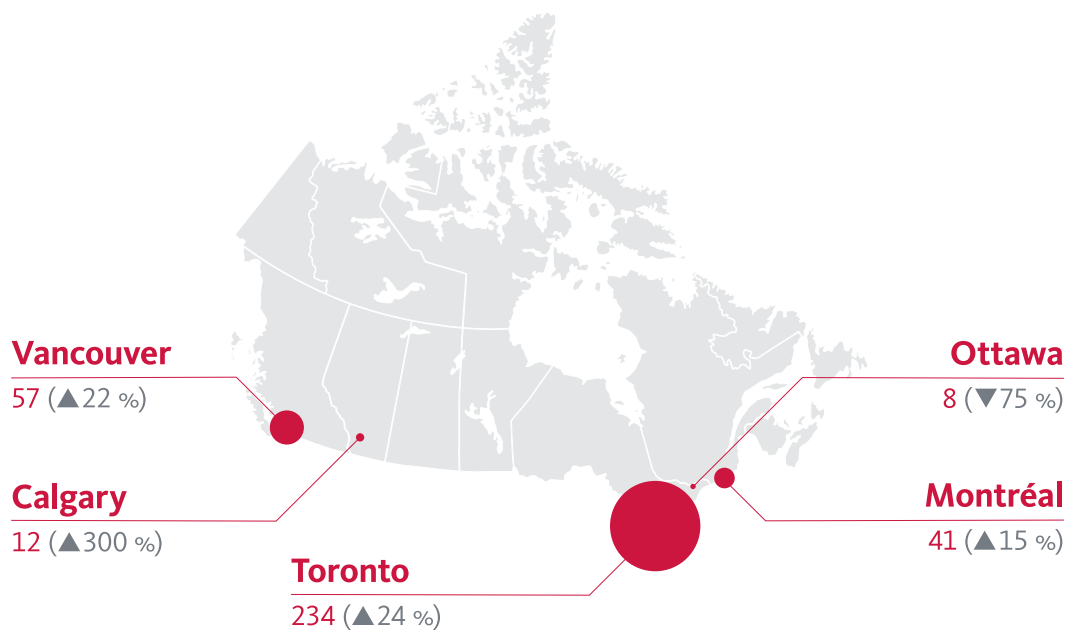 Vancouver
57 (▲22 %)
Calgary
12 (▲300 %)
Toronto
234 (▲24 %)
Ottawa
8 (▼75 %)
Montréal
41 (▲15 %)